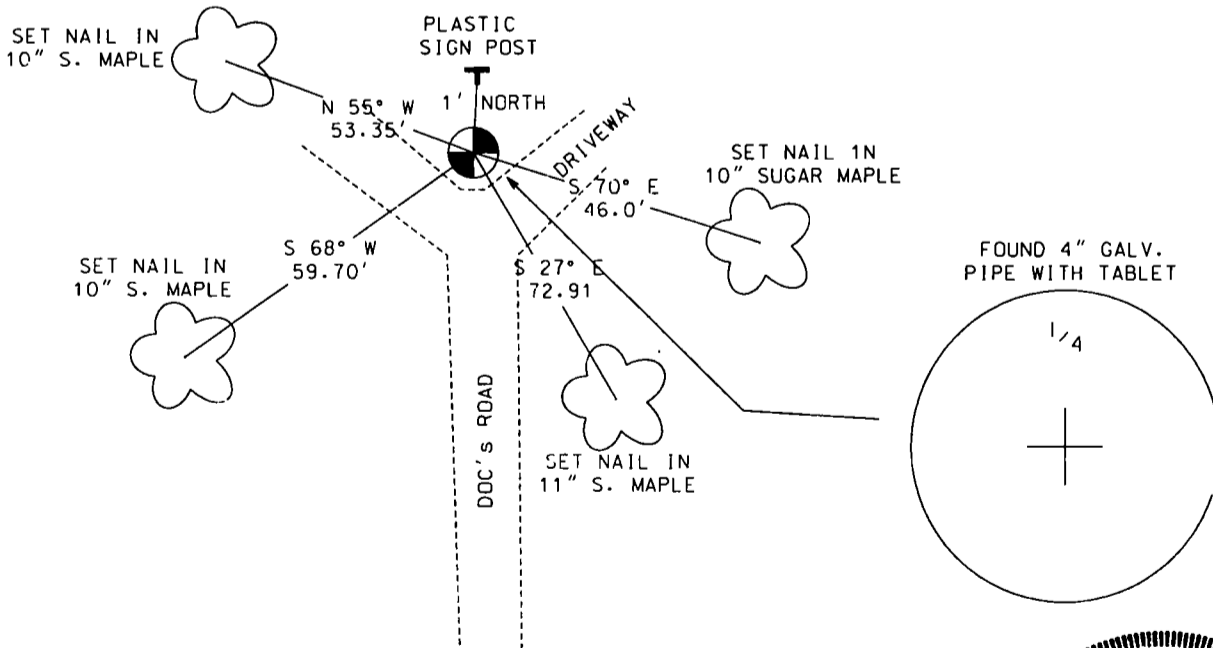 PLASTIC
SIGN POST
SET NAIL IN
10" S. MAPLE
N 55° W
53.35'
1' NORTH
DRIVEWAY
SET NAIL 1N
10" SUGAR MAPLE
S 70° E
46.0'
S 68° W
59.70'
SET NAIL IN
10" S. MAPLE
S 27° E
72.91
FOUND 4" GALV.
PIPE WITH TABLET
1/4
DOC's ROAD
SET NAIL IN
11" S. MAPLE